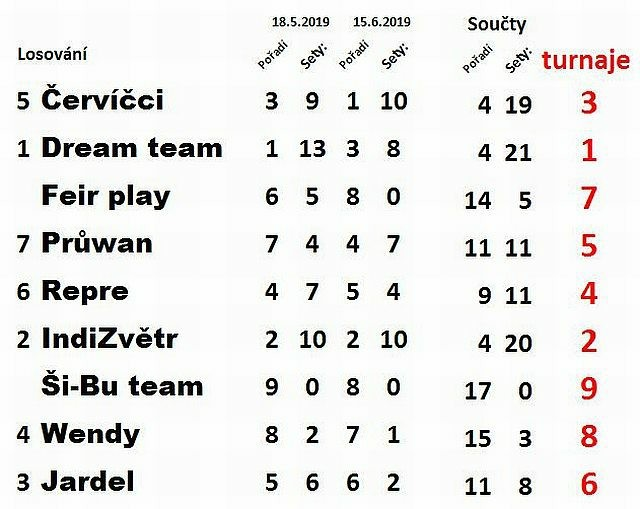 18.5.2019 15.6.2019 Součty
Losování Pořadí Sety: Pořadí Sety: Pořadí Sety: turnaje
5 Červíčci 3 9 1 10 4 19 3
1 Dream team 1 13 3 8 4 21 1
Feir play 6 5 8 0 14 5 7
7 Průwan 7 4 4 7 11 11 5
6 Repre 4 7 5 4 9 11 4
2 IndiZvětr 2 10 2 10 4 20 2
Ši-Bu team 9 0 8 0 17 0 9
4 Wendy 8 2 7 1 15 3 8
3 Jardel 5 6 6 2 11 8 6